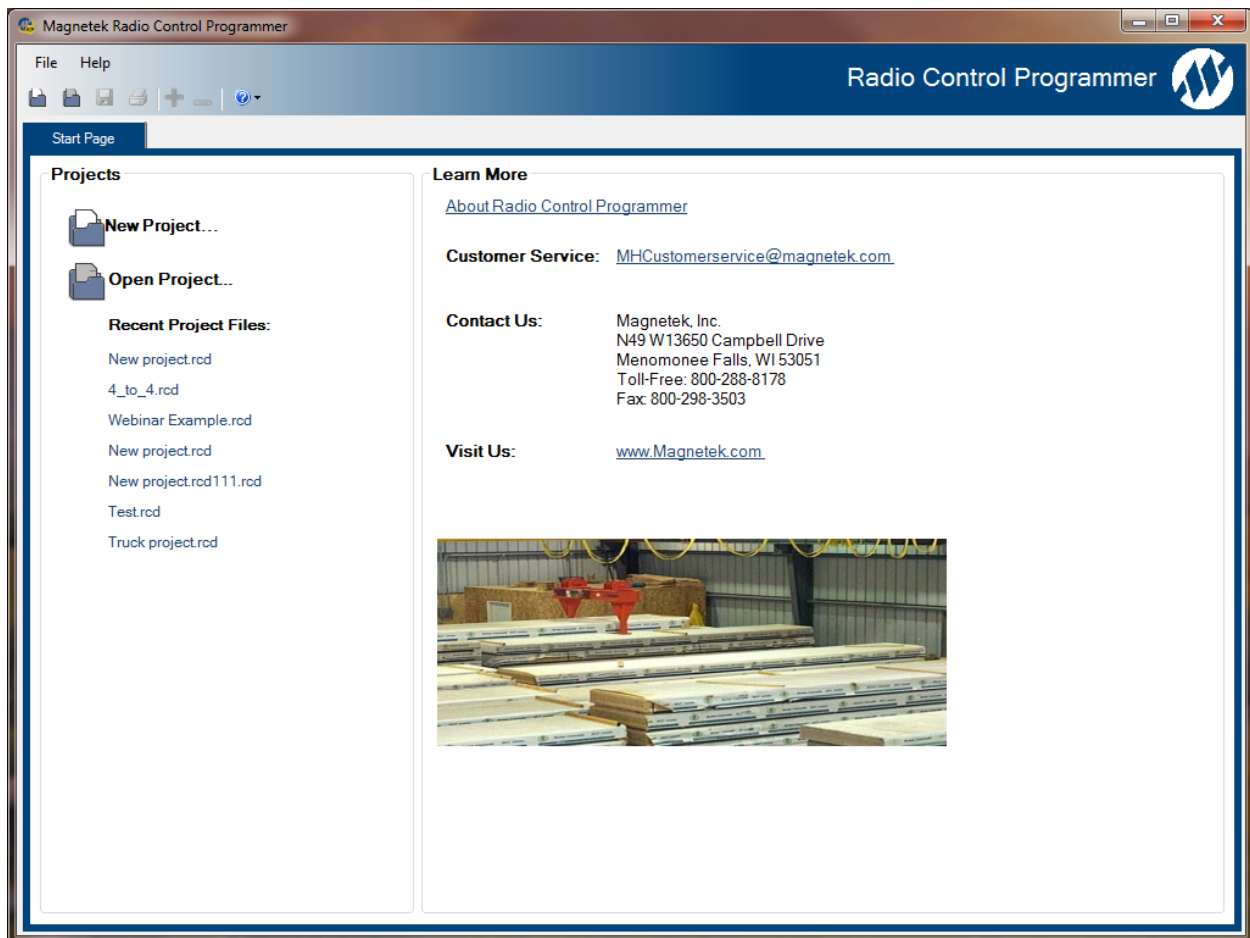 Magnetek Radio Control Programmer
File Help
Radio Control Programmer
Start Page
Projects
New Project...
Open Project...
Recent Project Files:
New project.rcd
4_to_4.rcd
Webinar Example.rcd
New project.rcd
New project.rcd111.rcd
Test.rcd
Truck project.rcd
Learn More
About Radio Control Programmer
Customer Service: MHCustomerservice@magnetek.com
Contact Us: Magnetek, Inc.
N49 W13650 Campbell Drive
Menomonee Falls, WI 53051
Toll-Free: 800-288-8178
Fax: 800-298-3503
Visit Us: www.Magnetek.com